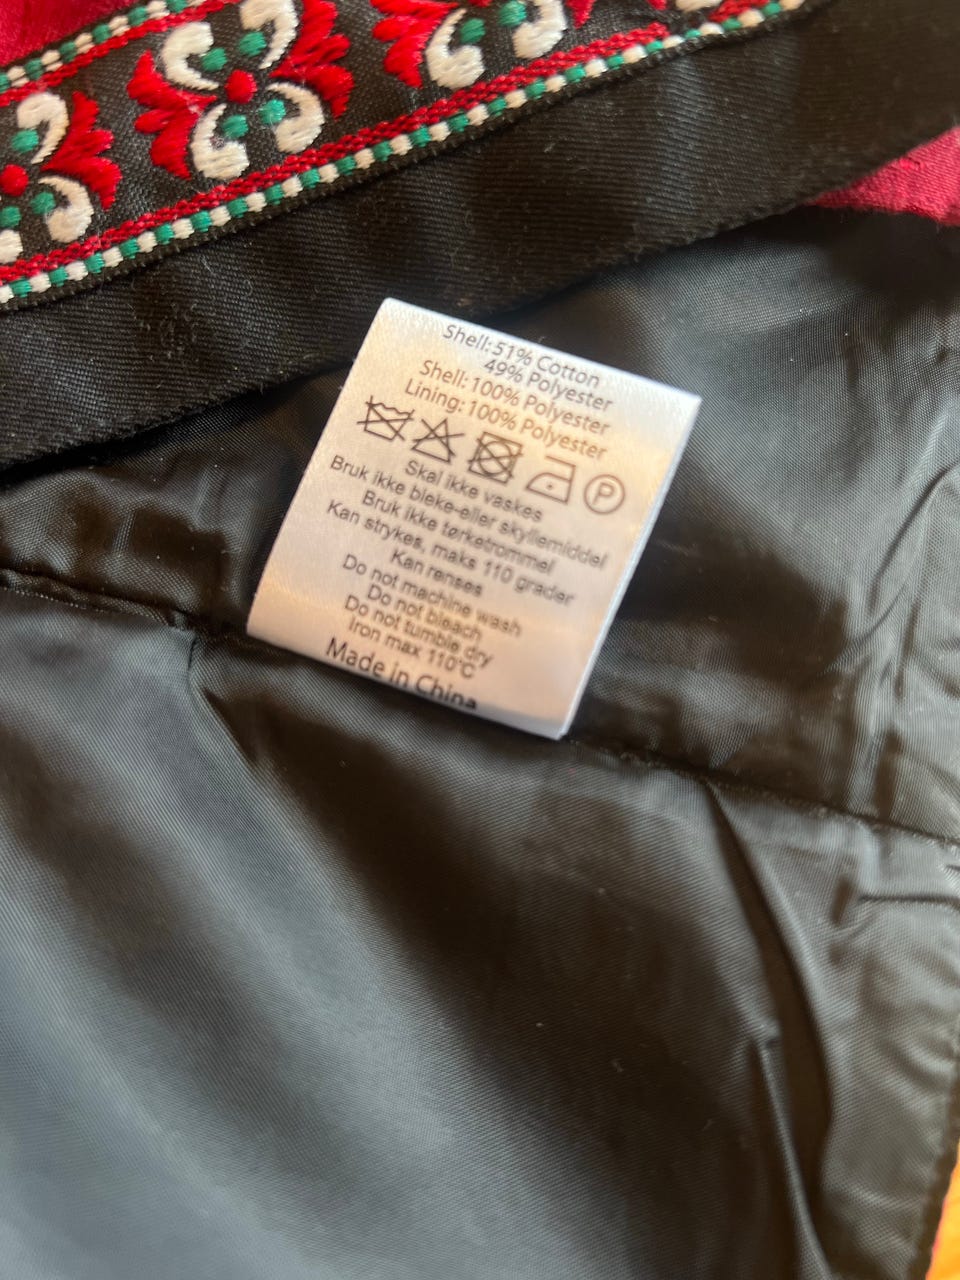 Shell: 51% Cotton
49% Polyester
Shell: 100% Polyester
Lining: 100% Polyester
P
Skal ikke vaskes
Bruk ikke bleke-eller skyllemiddel
Bruk ikke tørketrommel
Kan strykes, maks 110 grader
Kan renses
Do not machine wash
Do not bleach
Do not tumble dry
Iron max 110°C
Made in China